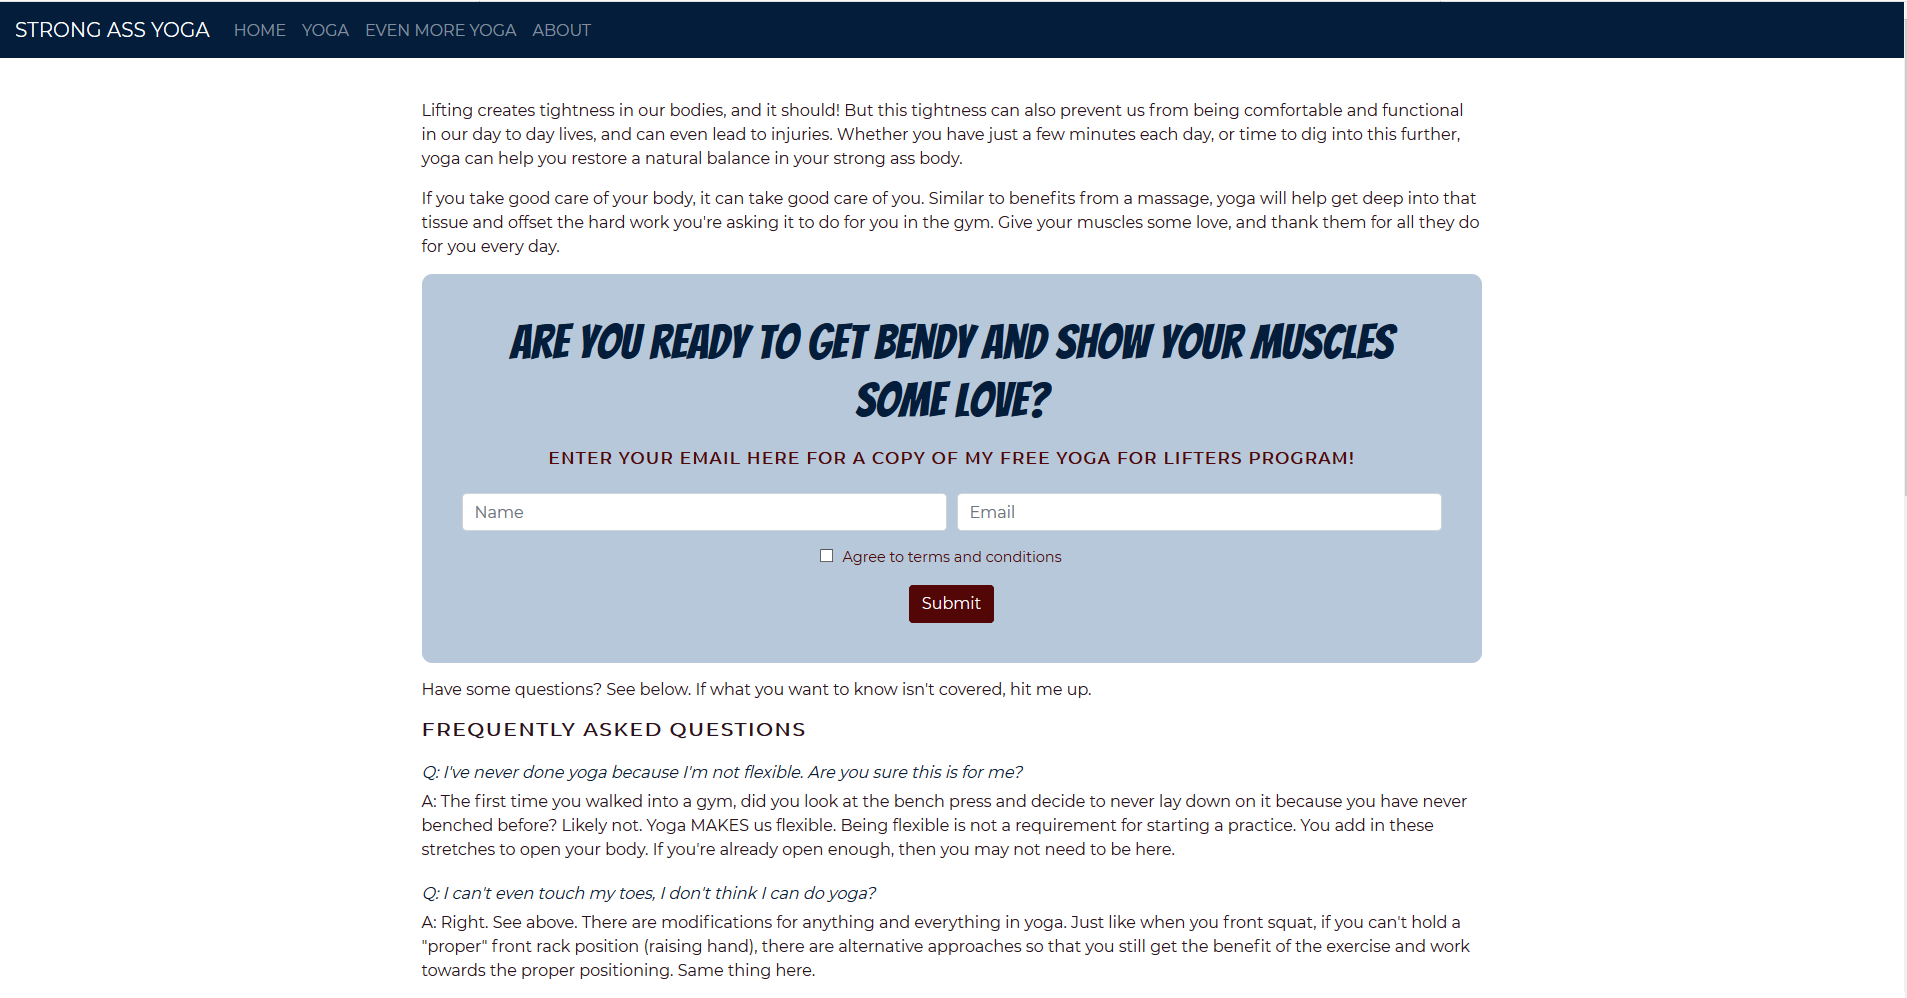 STRONG ASS YOGA HOME YOGA EVEN MORE YOGA ABOUT
Lifting creates tightness in our bodies, and it should! But this tightness can also prevent us from being comfortable and functional
in our day to day lives, and can even lead to injuries. Whether you have just a few minutes each day, or time to dig into this further,
yoga can help you restore a natural balance in your strong ass body.
If you take good care of your body, it can take good care of you. Similar to benefits from a massage, yoga will help get deep into that
tissue and offset the hard work you're asking it to do for you in the gym. Give your muscles some love, and thank them for all they do
for you every day.
ARE YOU READY TO GET BENDY AND SHOW YOUR MUSCLES
SOME LOVE?
ENTER YOUR EMAIL HERE FOR A COPY OF MY FREE YOGA FOR LIFTERS PROGRAM!
Name Email
Agree to terms and conditions
Submit
Have some questions? See below. If what you want to know isn't covered, hit me up.
FREQUENTLY ASKED QUESTIONS
Q: I've never done yoga because I'm not flexible. Are you sure this is for me?
A: The first time you walked into a gym, did you look at the bench press and decide to never lay down on it because you have never
benched before? Likely not. Yoga MAKES us flexible. Being flexible is not a requirement for starting a practice. You add in these
stretches to open your body. If you're already open enough, then you may not need to be here.
Q: I can't even touch my toes, I don't think I can do yoga?
A: Right. See above. There are modifications for anything and everything in yoga. Just like when you front squat, if you can't hold a
"proper" front rack position (raising hand), there are alternative approaches so that you still get the benefit of the exercise and work
towards the proper positioning. Same thing here.